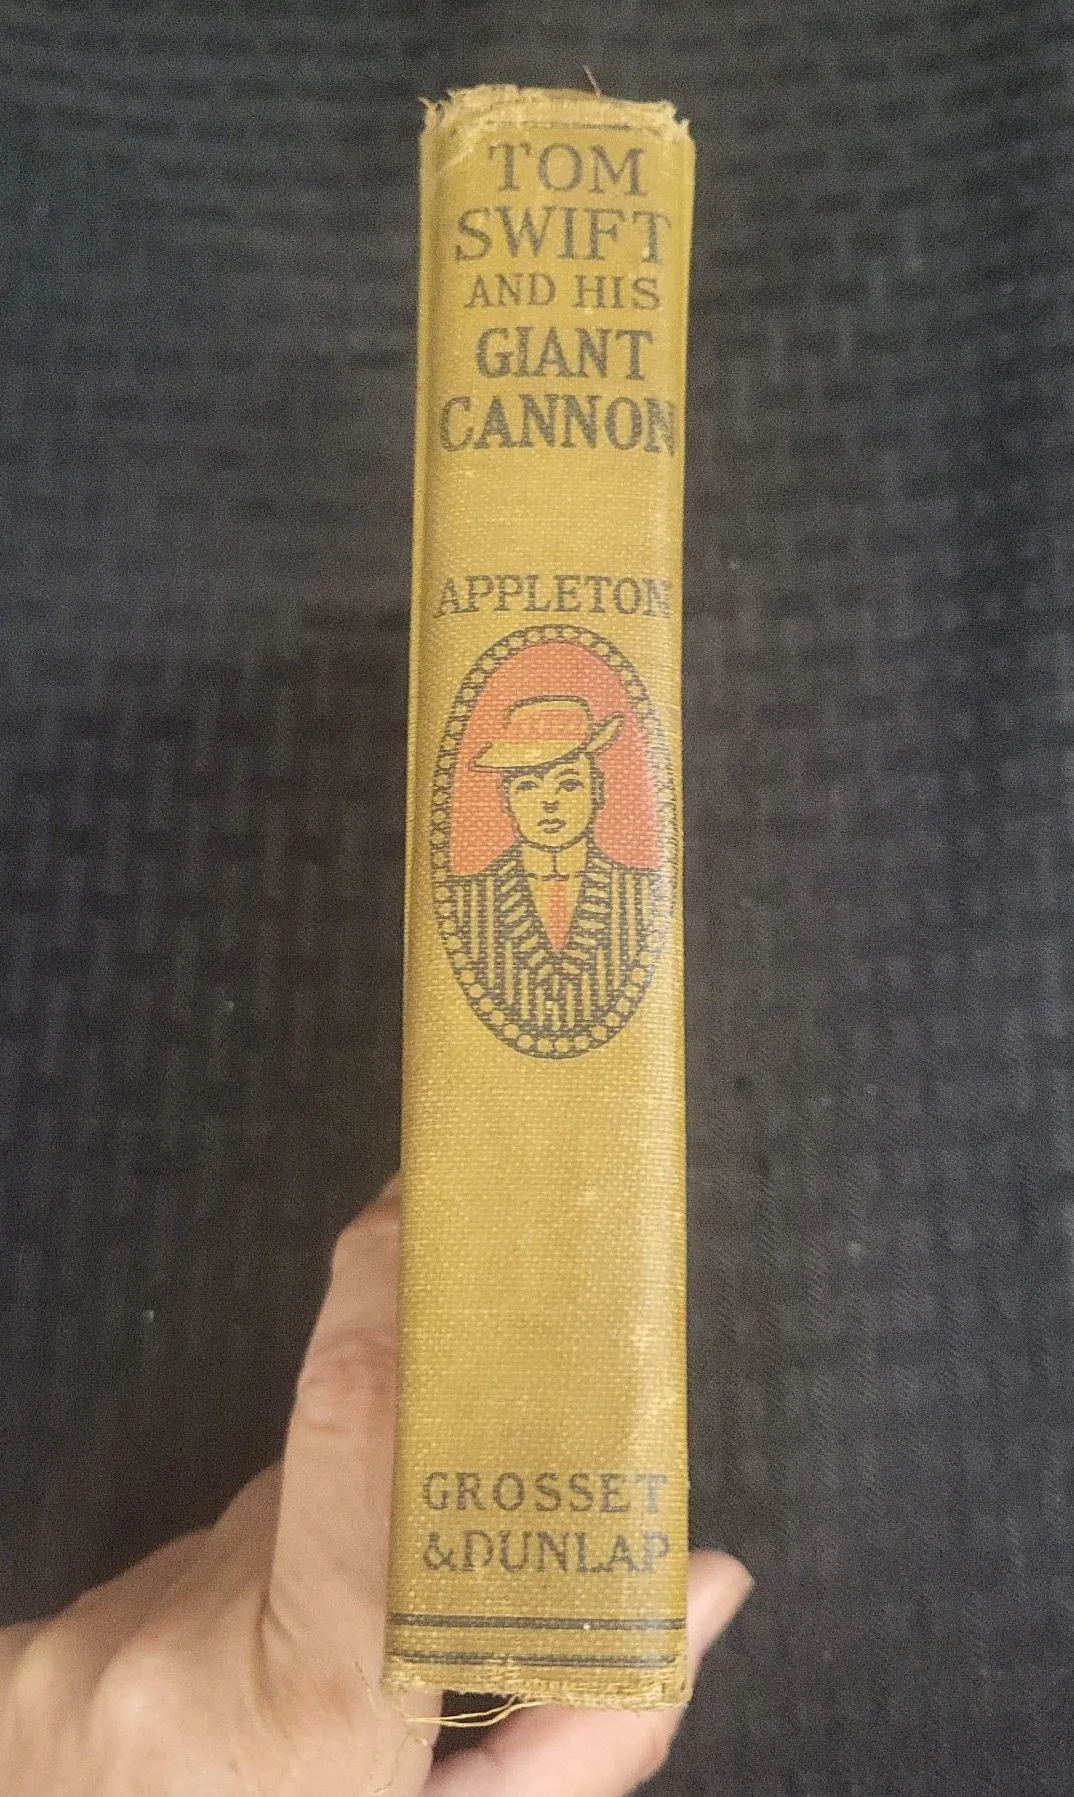 TOM
SWIFT
AND HIS
GIANT
CANNON
APPLETON
GROSSET
& DUNLAP